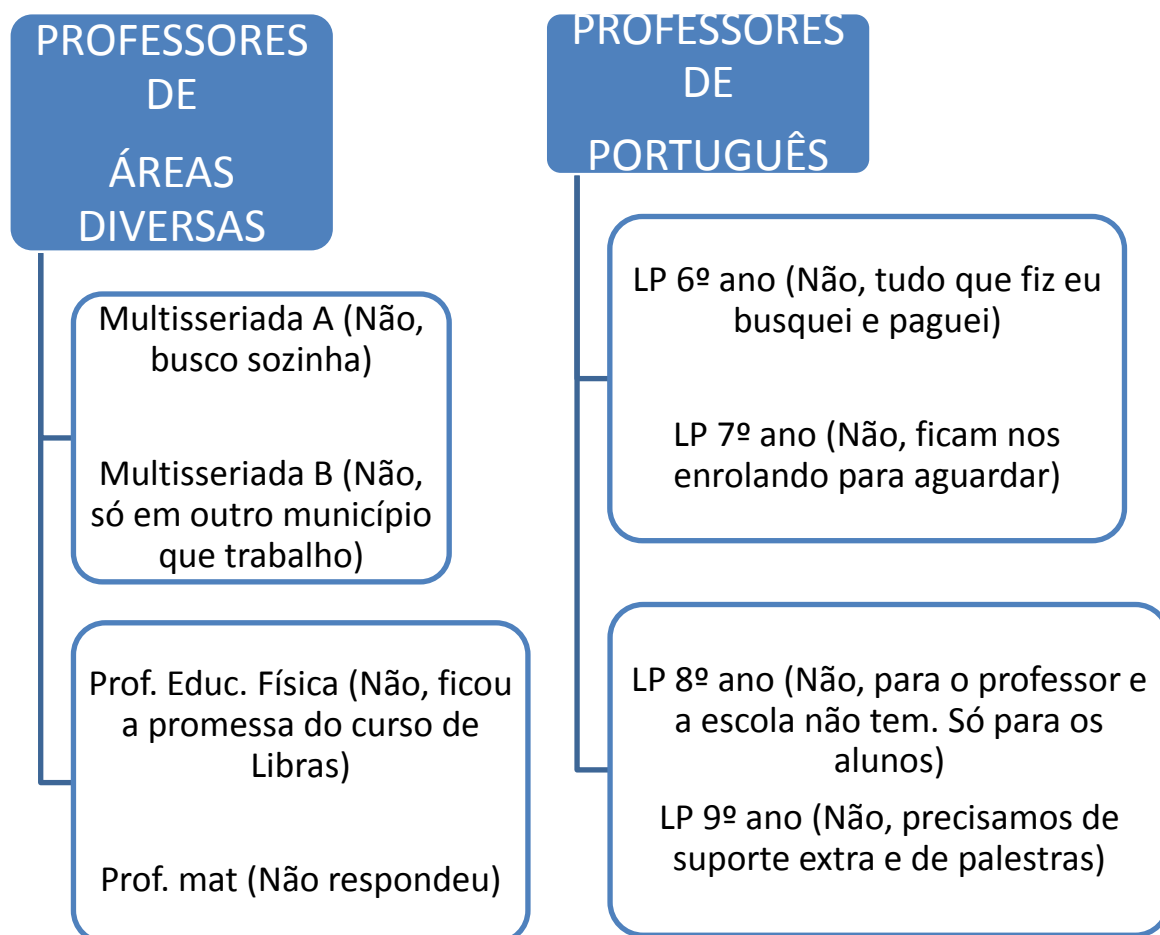 PROFESSORES
DE
ÁREAS
DIVERSAS
Multisseriada A (Não,
busco sozinha)
Multisseriada B (Não,
só em outro município
que trabalho)
Prof. Educ. Física (Não, ficou
a promessa do curso de
Libras)
Prof. mat (Não respondeu)
PROFESSORES
DE
PORTUGUÊS
LP 6º ano (Não, tudo que fiz eu
busquei e paguei)
LP 7º ano (Não, ficam nos
enrolando para aguardar)
LP 8º ano (Não, para o professor e
a escola não tem. Só para os
alunos)
LP 9º ano (Não, precisamos de
suporte extra e de palestras)